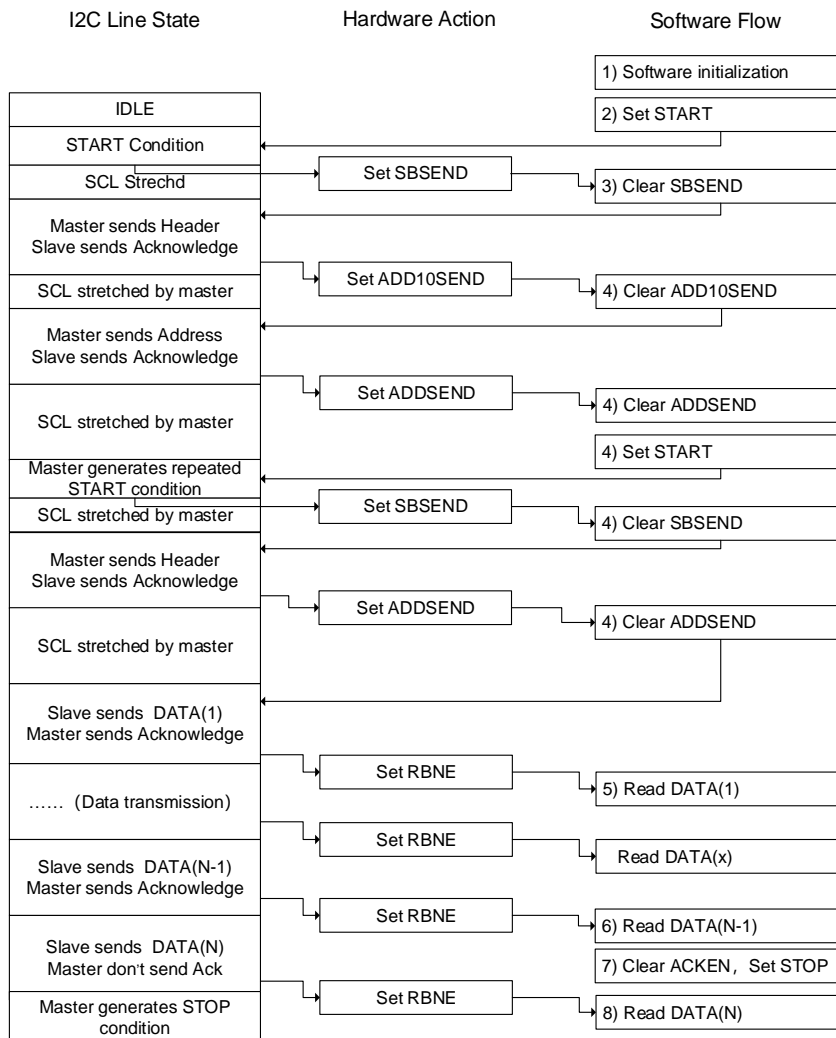 I2C Line State
Hardware Action
Software Flow
1) Software initialization
IDLE
2) Set START
START Condition
Set SBSEND
SCL Strechd
3) Clear SBSEND
Master sends Header
Slave sends Acknowledge
Set ADD10SEND
SCL stretched by master
4) Clear ADD10SEND
Master sends Address
Slave sends Acknowledge
Set ADDSEND
4) Clear ADDSEND
SCL stretched by master
4) Set START
Master generates repeated
START condition
Set SBSEND
SCL stretched by master
4) Clear SBSEND
Master sends Header
Slave sends Acknowledge
Set ADDSEND
4) Clear ADDSEND
SCL stretched by master
Slave sends DATA(1)
Master sends Acknowledge
Set RBNE
5) Read DATA(1)
…… (Data transmission)
Set RBNE
Read DATA(x)
Slave sends DATA(N-1)
Master sends Acknowledge
Set RBNE
6) Read DATA(N-1)
Slave sends DATA(N)
Master don't send Ack
7) Clear ACKEN, Set STOP
Set RBNE
8) Read DATA(N)
Master generates STOP
condition